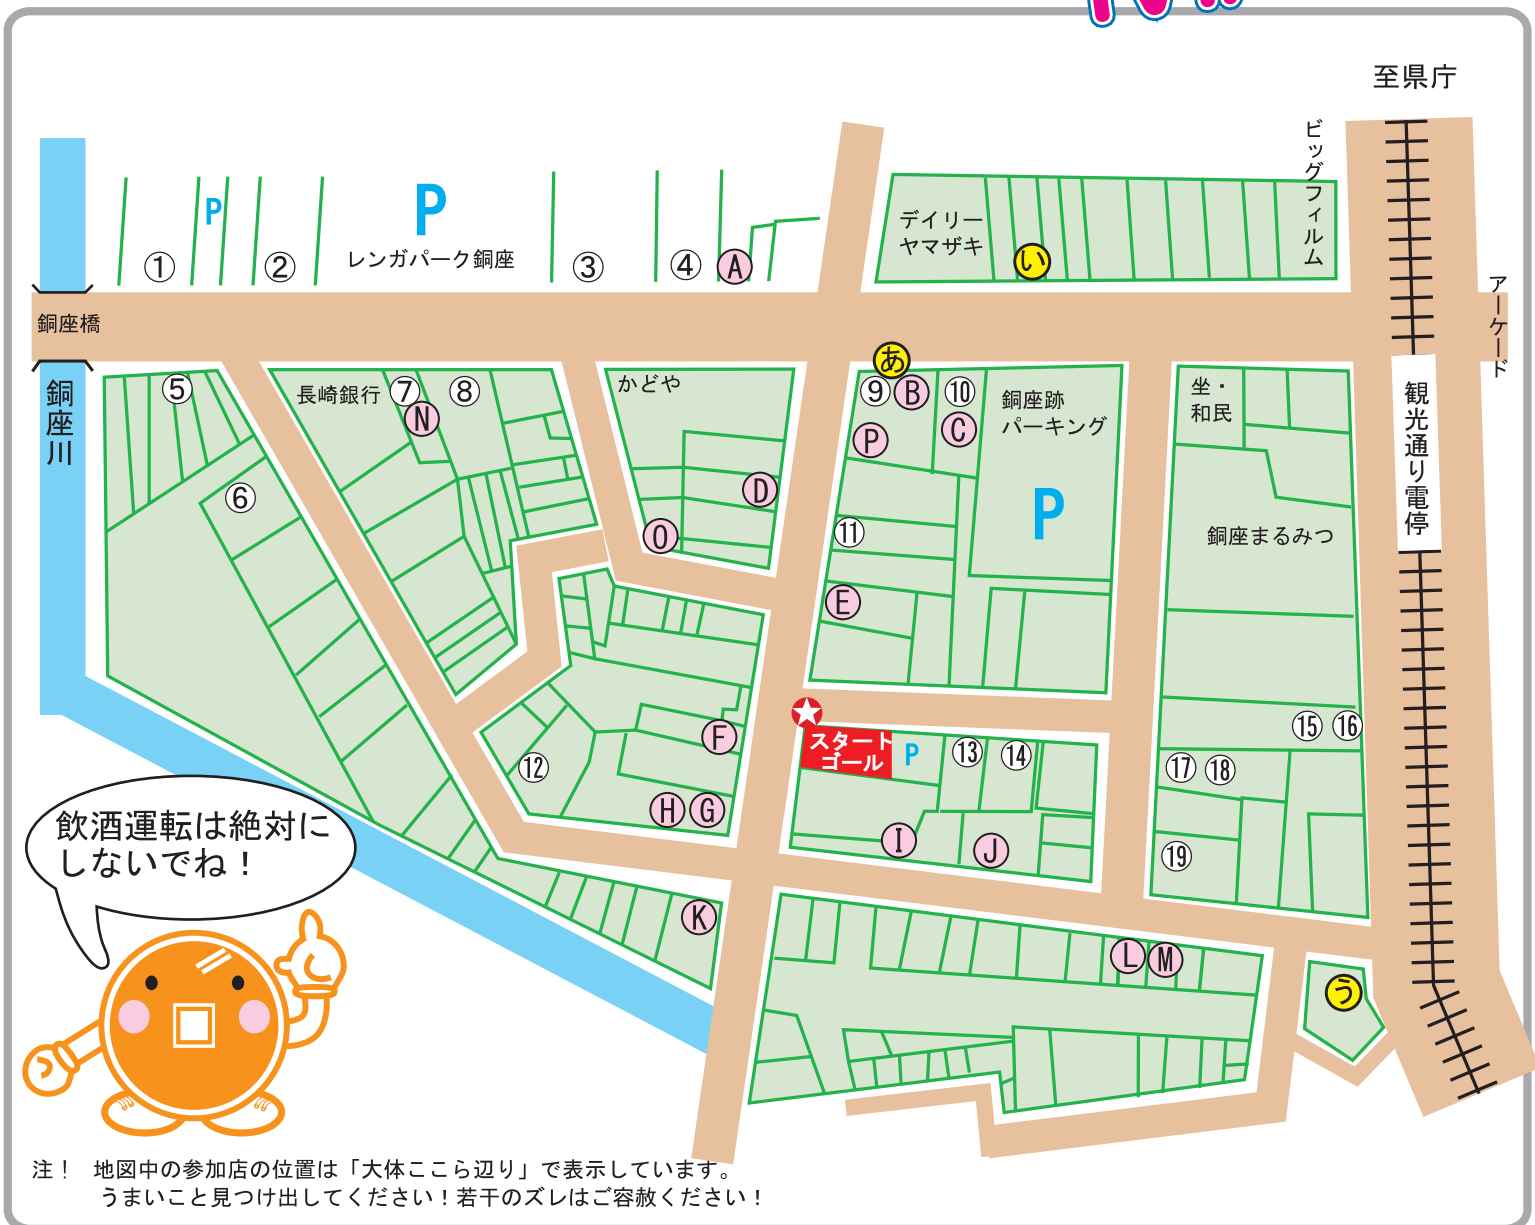 至県庁
ビッグフィルム
P
P
レンガパーク銅座
①
②
③
④
A
デイリー
ヤマザキ
い
アーケード
銅座橋
銅座川
⑤
⑥
長崎銀行
⑦
⑧
N
かどや
D
O
あ
⑨
B
⑩
P
C
銅座跡
パーキング
P
⑪
E
坐・
和民
銅座まるみつ
観光通り電停
スタート
ゴール
P
⑬
⑭
⑮
⑯
⑰
⑱
⑲
⑫
F
H
G
I
J
K
L
M
う
飲酒運転は絶対に
しないでね！
注！　地図中の参加店の位置は「大体ここら辺り」で表示しています。
うまいこと見つけ出してください！若干のズレはご容赦ください！